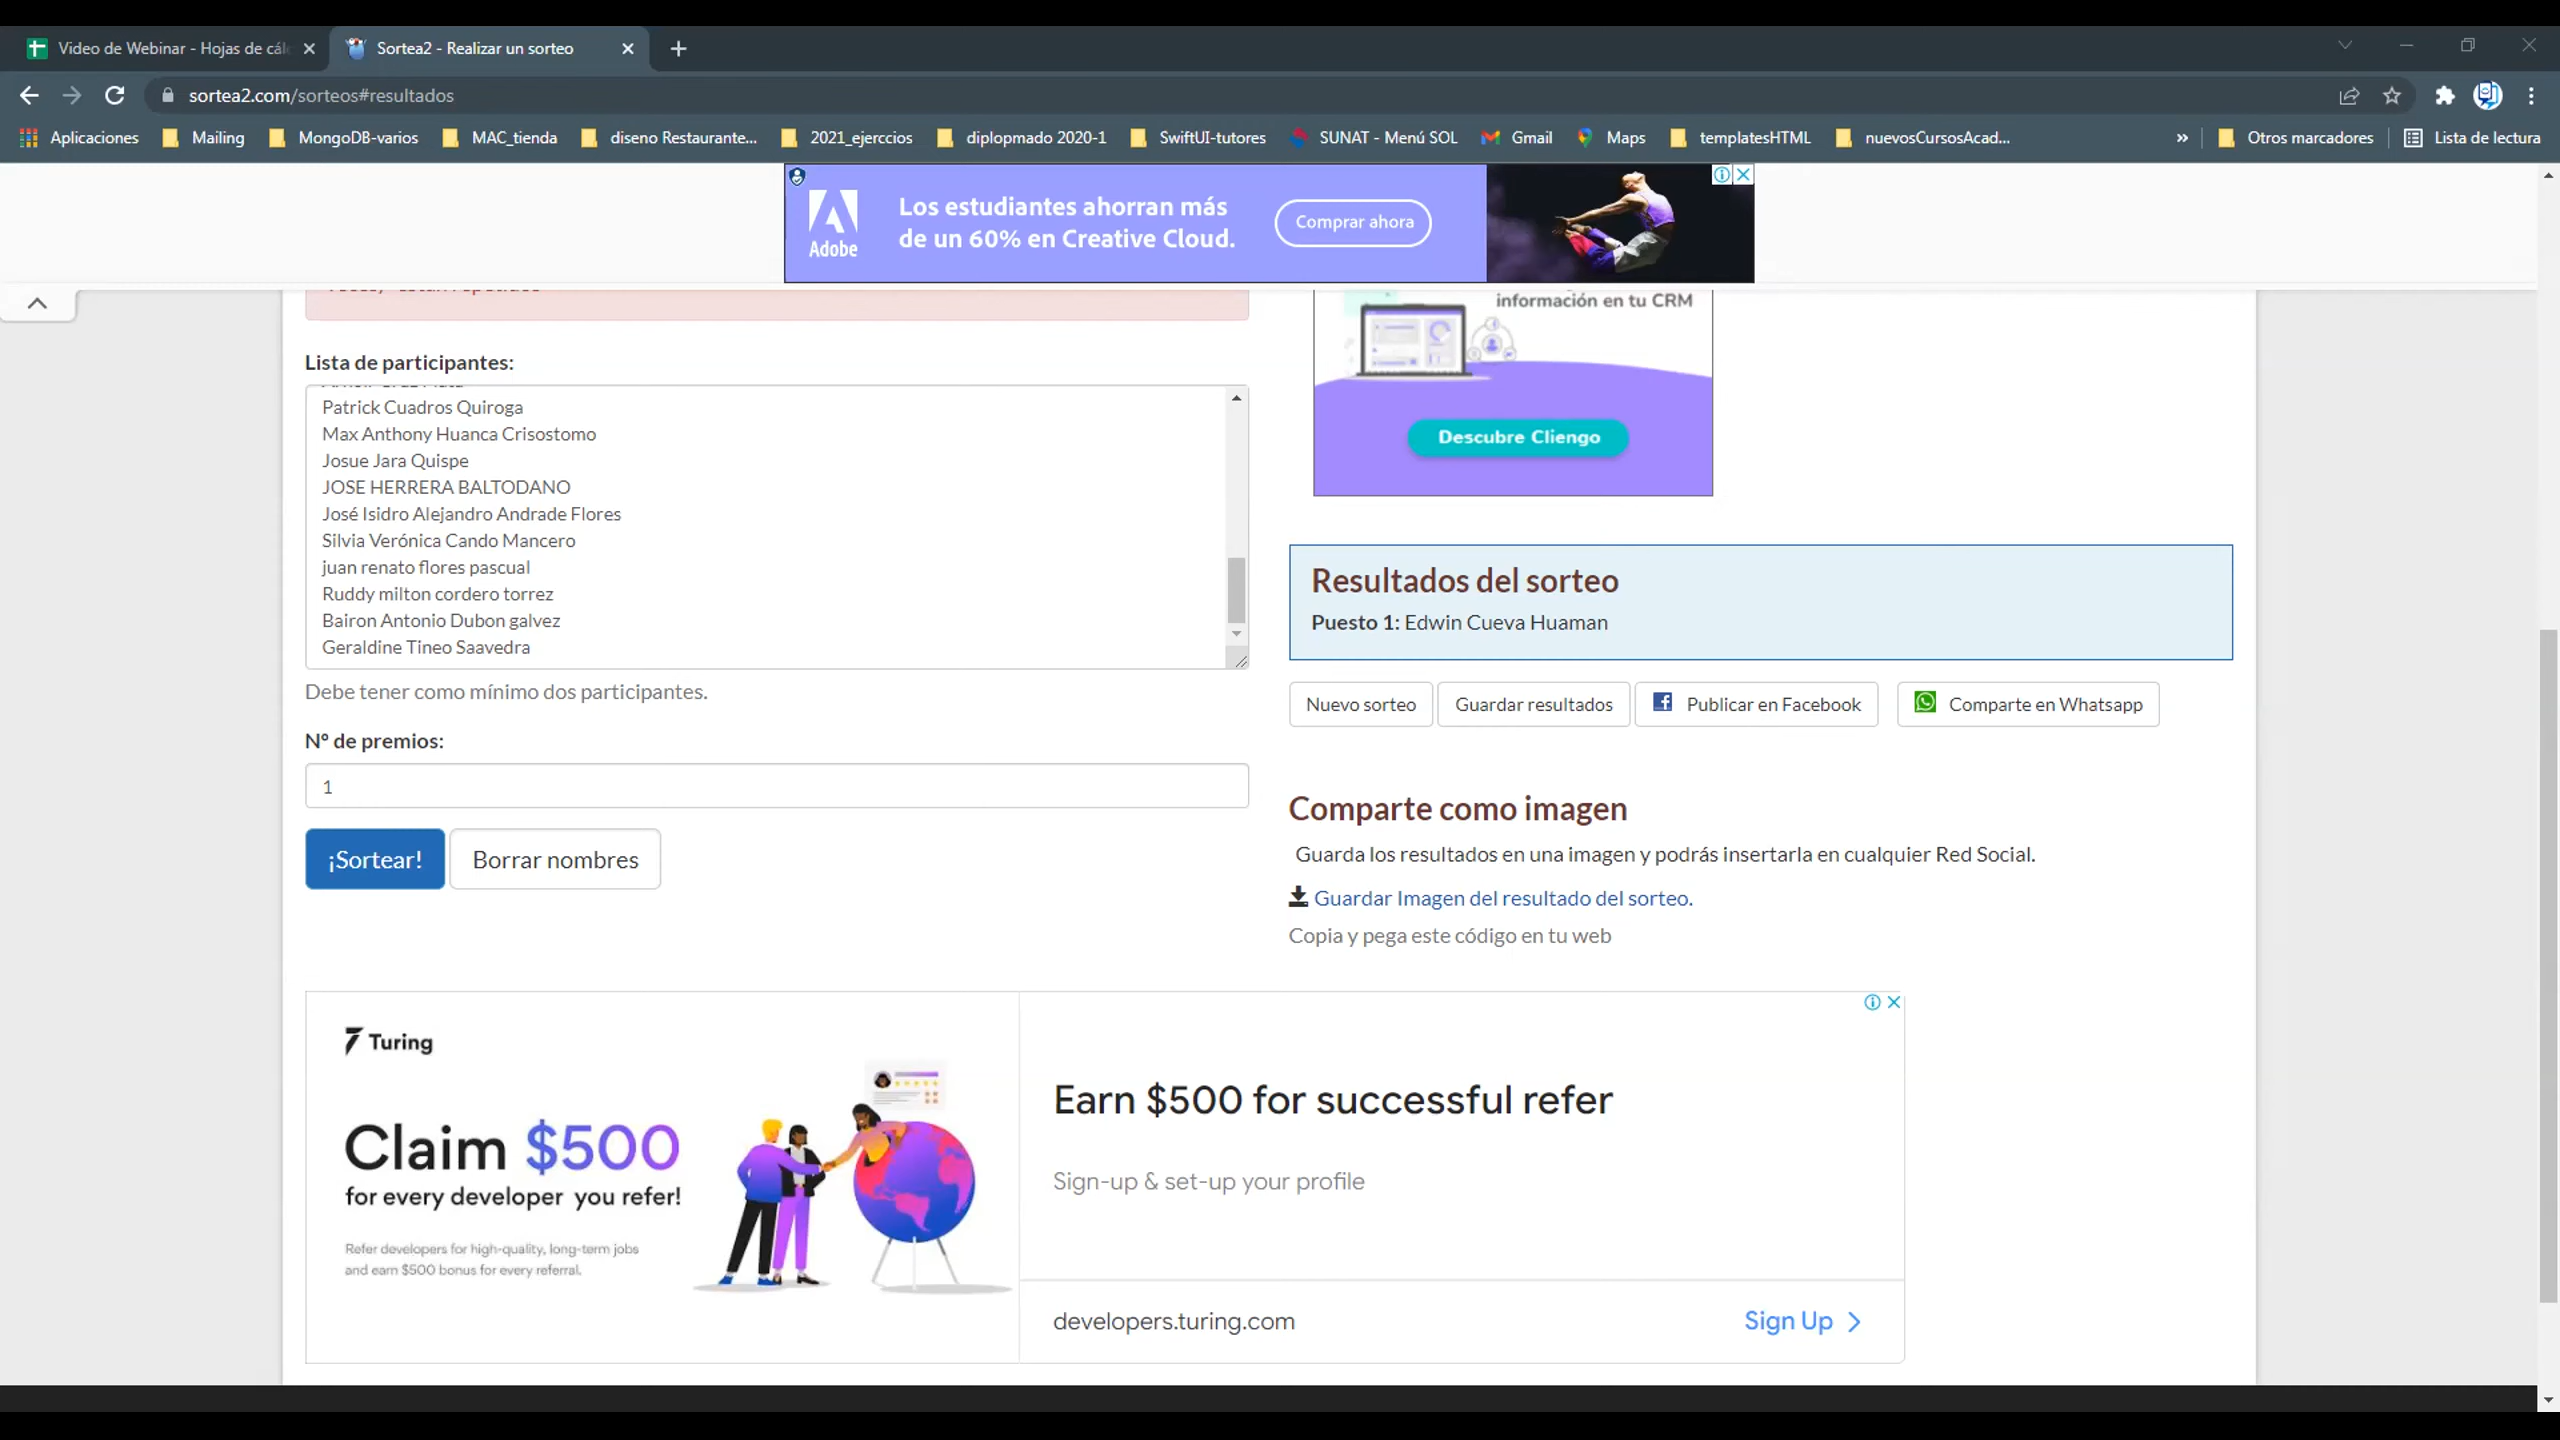 Video de Webinar - Hojas de cál
Sortea2 - Realizar un sorteo
sortea2.com/sorteos#resultados
Aplicaciones
Mailing
MongoDB-varios
MAC_tienda
diseno Restaurante...
2021_ejerccios
diplopmado 2020-1
SwiftUI-tutores
SUNAT - Menú SOL
Gmail
Maps
templatesHTML
nuevosCursosAcad...
»
Otros marcadores
Lista de lectura
Adobe
Los estudiantes ahorran más
de un 60% en Creative Cloud.
Comprar ahora
información en tu CRM
Descubre Cliengo
Lista de participantes:
Patrick Cuadros Quiroga
Max Anthony Huanca Crisostomo
Josue Jara Quispe
JOSE HERRERA BALTODANO
José Isidro Alejandro Andrade Flores
Silvia Verónica Cando Mancero
juan renato flores pascual
Ruddy milton cordero torrez
Bairon Antonio Dubon galvez
Geraldine Tineo Saavedra
Debe tener como mínimo dos participantes.
Nº de premios:
1
¡Sortear!
Borrar nombres
Resultados del sorteo
Puesto 1: Edwin Cueva Huaman
Nuevo sorteo
Guardar resultados
Publicar en Facebook
Comparte en Whatsapp
Comparte como imagen
Guarda los resultados en una imagen y podrás insertarla en cualquier Red Social.
Guardar Imagen del resultado del sorteo.
Copia y pega este código en tu web
Turing
Claim $500
for every developer you refer!
Refer developers for high-quality, long-term jobs
and earn $500 bonus for every referral.
Earn $500 for successful refer
Sign-up & set-up your profile
developers.turing.com
Sign Up